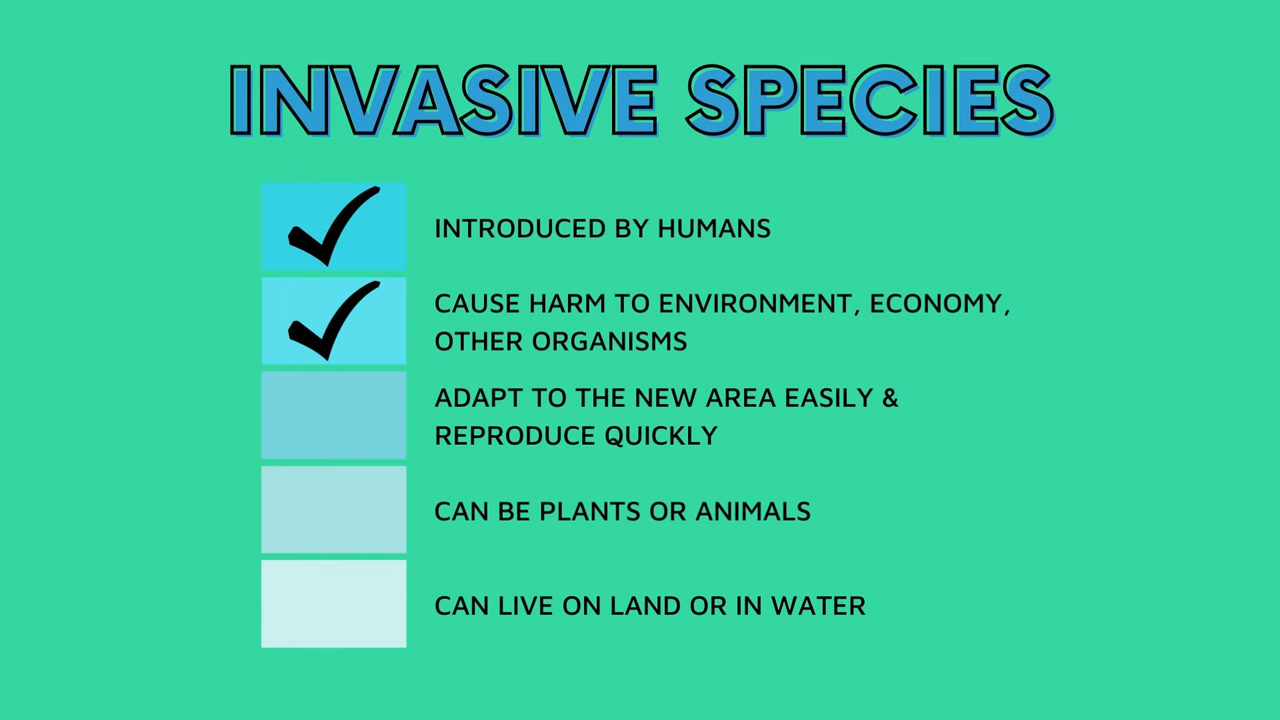 INVASIVE SPECIES
INTRODUCED BY HUMANS
CAUSE HARM TO ENVIRONMENT, ECONOMY,
OTHER ORGANISMS
ADAPT TO THE NEW AREA EASILY &
REPRODUCE QUICKLY
CAN BE PLANTS OR ANIMALS
CAN LIVE ON LAND OR IN WATER